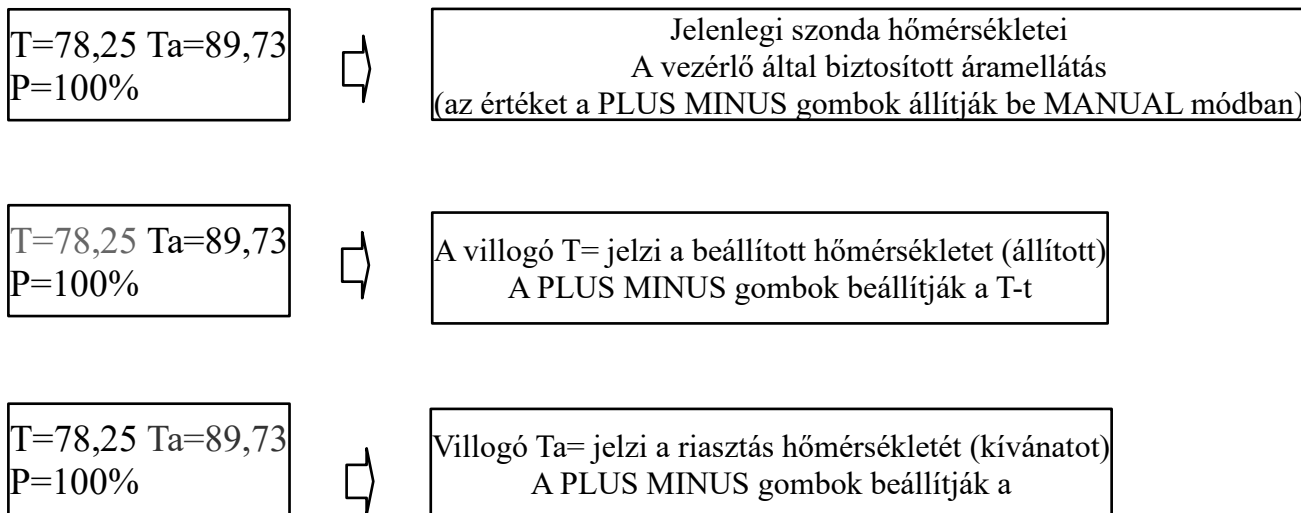 T=78,25 Ta=89,73
P=100%
Jelenlegi szonda hőmérsékletei
A vezérlő által biztosított áramellátás
(az értéket a PLUS MINUS gombok állítják be MANUAL módban)
T=78,25 Ta=89,73
P=100%
A villogó T= jelzi a beállított hőmérsékletet (állított)
A PLUS MINUS gombok beállítják a T-t
T=78,25 Ta=89,73
P=100%
Villogó Ta= jelzi a riasztás hőmérsékletét (kívánatot)
A PLUS MINUS gombok beállítják a